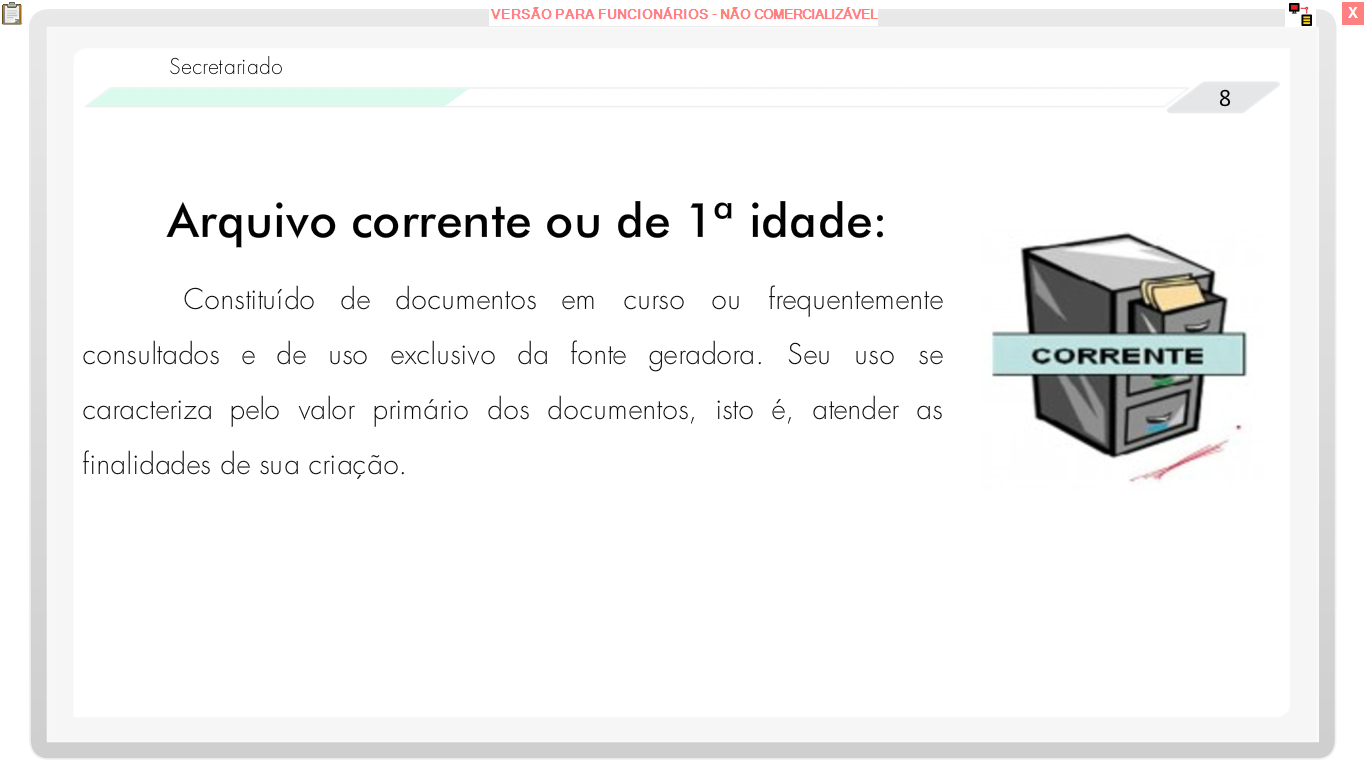 VERSÃO PARA FUNCIONÁRIOS - NÃO COMERCIALIZÁVEL
X
Secretariado
8
Arquivo corrente ou de 1ª idade:
Constituído de documentos em curso ou frequentemente
consultados e de uso exclusivo da fonte geradora. Seu uso se
caracteriza pelo valor primário dos documentos, isto é, atender as
finalidades de sua criação.
CORRENTE